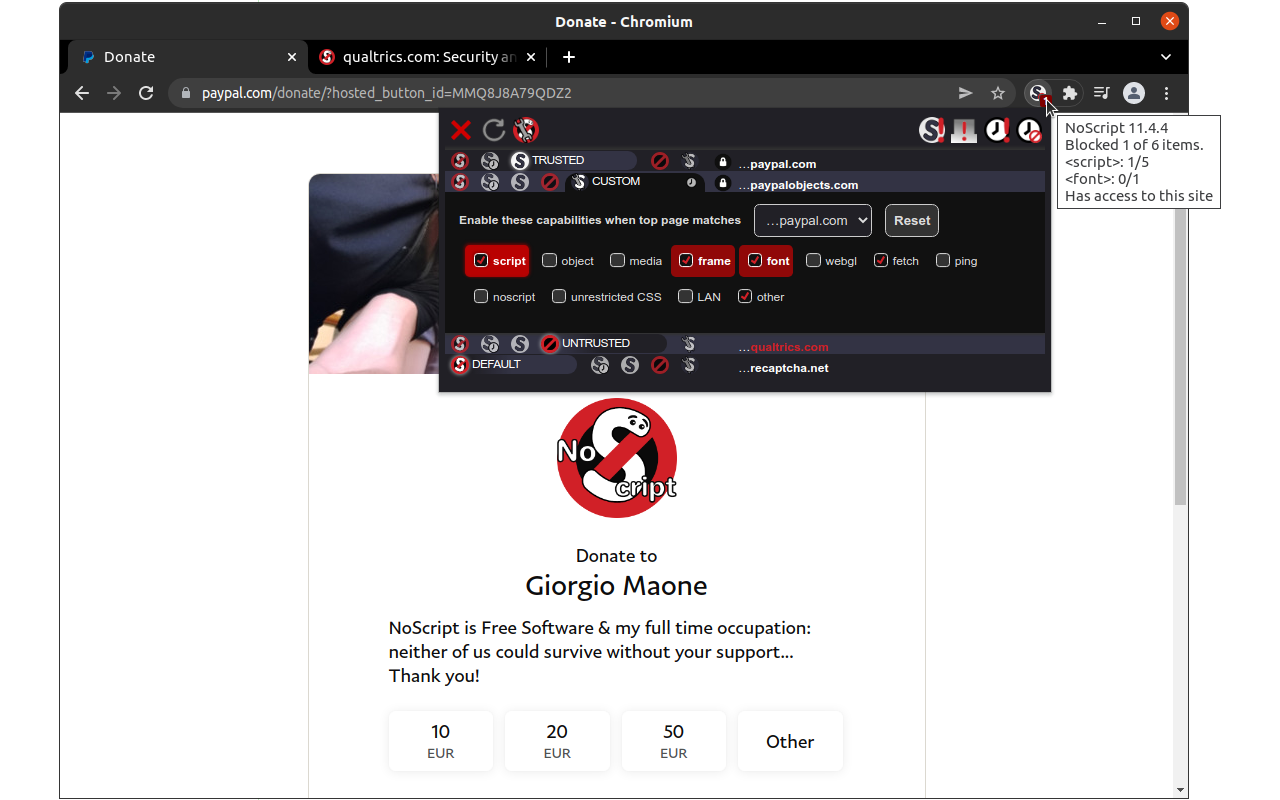 Donate - Chromium
Donate
qualtrics.com: Security an
paypal.com/donate/?hosted_button_id=MMQ8J8A79QDZ2
NoScript 11.4.4
Blocked 1 of 6 items.
<script>: 1/5
<font>: 0/1
Has access to this site
TRUSTED …paypal.com
CUSTOM …paypalobjects.com
Enable these capabilities when top page matches …paypal.com Reset
script object media frame font webgl fetch ping
noscript unrestricted CSS LAN other
UNTRUSTED …qualtrics.com
DEFAULT …recaptcha.net
No
cript
Donate to
Giorgio Maone
NoScript is Free Software & my full time occupation:
neither of us could survive without your support...
Thank you!
10 20 50 Other
EUR EUR EUR